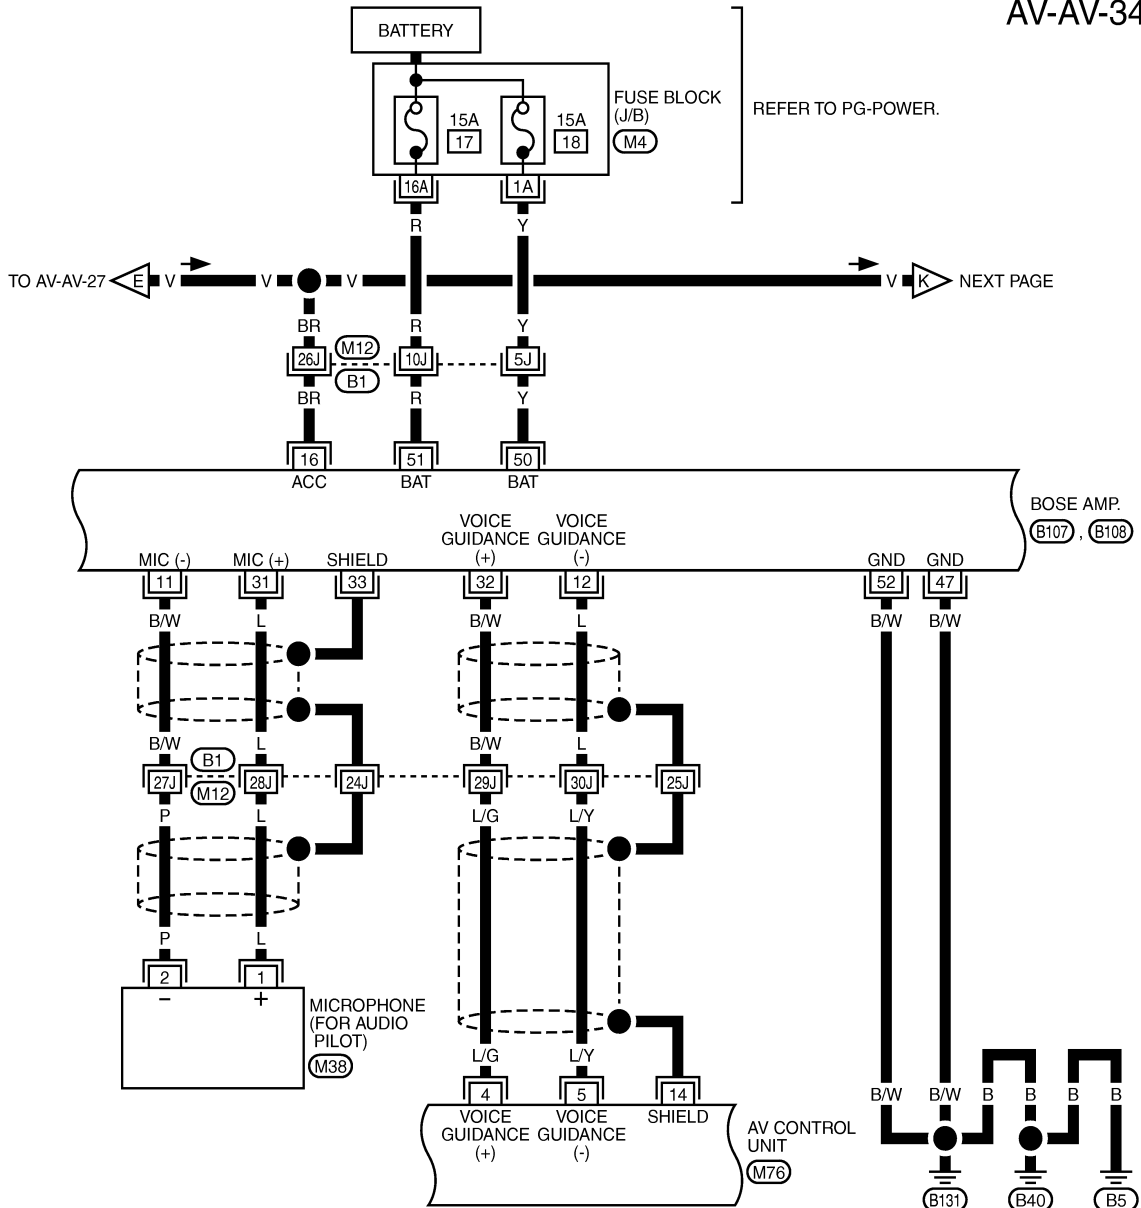 AV-AV-34
BATTERY
FUSE BLOCK
(J/B)
M4
REFER TO PG-POWER.
15A
17
15A
18
16A
1A
R
Y
TO AV-AV-27
E
V
V
V
V
K
NEXT PAGE
BR
R
Y
M12
26J
10J
5J
B1
BR
R
Y
16
51
50
ACC
BAT
BAT
BOSE AMP.
B107 , B108
VOICE
GUIDANCE
(+)
VOICE
GUIDANCE
(-)
MIC (-)
MIC (+)
SHIELD
GND
GND
11
31
33
32
12
52
47
B/W
L
B/W
L
B/W
B/W
B/W
L
B/W
L
B1
27J
28J
24J
29J
30J
25J
M12
P
L
L/G
L/Y
P
L
2
1
-
+
MICROPHONE
(FOR AUDIO
PILOT)
M38
L/G
L/Y
4
5
14
VOICE
GUIDANCE
(+)
VOICE
GUIDANCE
(-)
SHIELD
AV CONTROL
UNIT
M76
B/W
B/W
B
B
B
B
B131
B40
B5